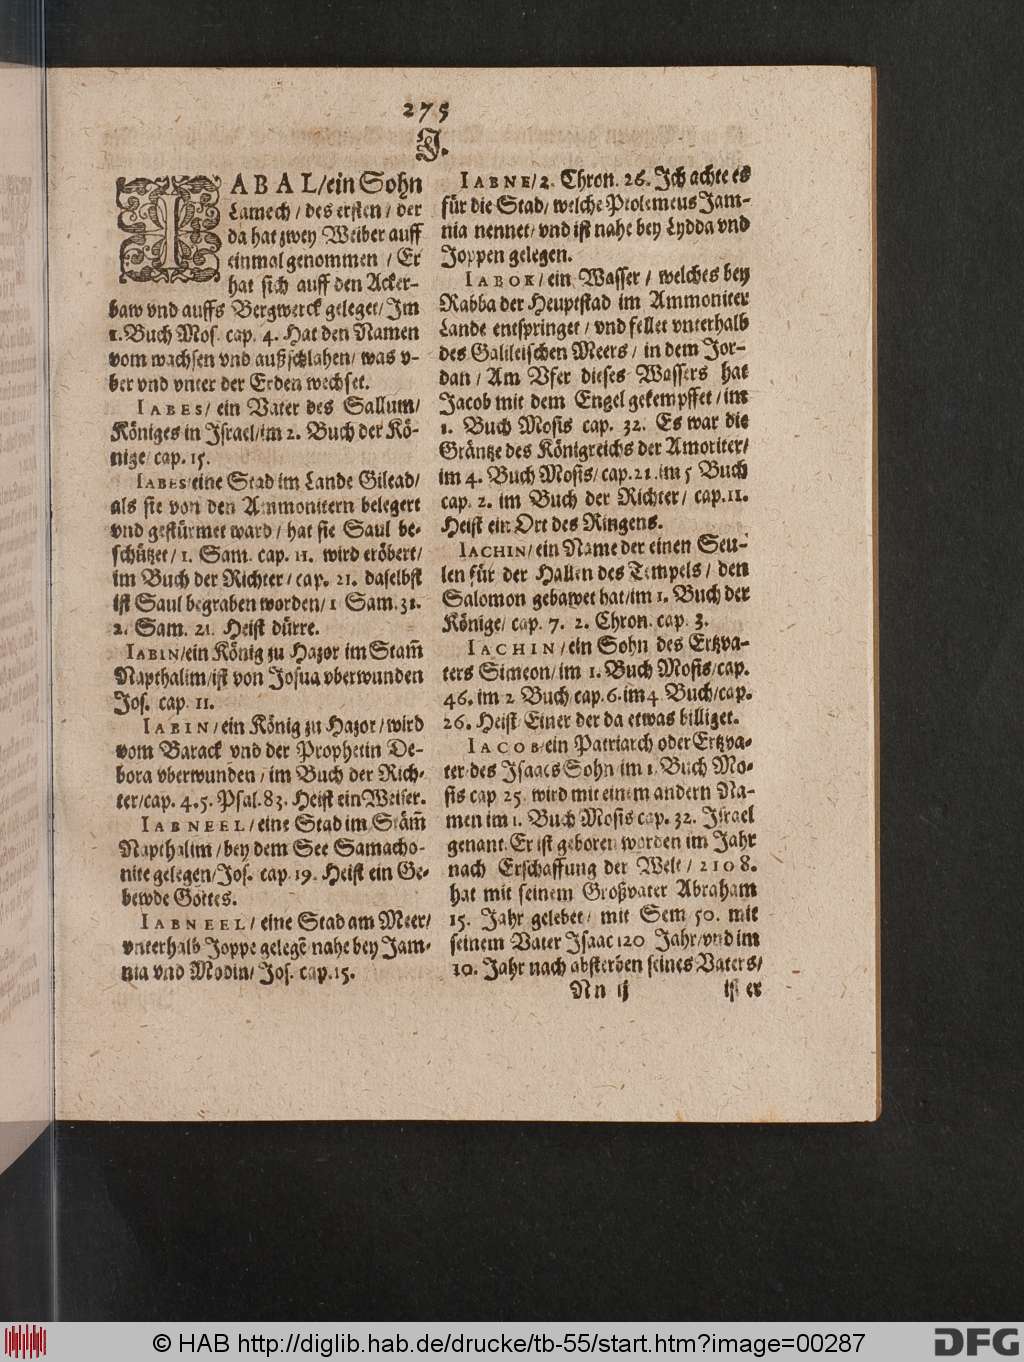 275
J.
IABAL/ein Sohn
Lamech/des ersten/der
da hat zwey Weiber auff
einmal genommen / Er
hat sich auff den Acker-
baw vnd auffs Bergwerck geleget/Im
1. Buch Mos. cap. 4. Hat den Namen
vom wachsen vnd außschlahen/was v-
ber vnd vnter der Erden wechset.
IABES/ ein Vater des Sallum/
Königes in Israel/im 2. Buch der Kö-
nige cap. 15.
IABES/eine Stad im Lande Gilead/
als sie von den Ammonitern belegert
vnd gestürmet ward/ hat sie Saul be-
schützet/ 1. Sam. cap. 11. wird eröbert/
im Buch der Richter/ cap. 21. daselbst
ist Saul begraben worden/1 Sam. 31.
2. Sam. 21. Heist dürre.
IABIN/ein König zu Hazor im Stam̃
Napthalim/ist von Josua vberwunden
Jos. cap. 11.
IABIN/ein König zu Hazor/wird
vom Barack vnd der Prophetin De-
bora vberwunden/im Buch der Rich-
ter/cap. 4.5. Psal. 83. Heist ein Weiser.
IABNEEL/eine Stad im Stäm̃
Napthalim/bey dem See Samacho-
nite gelegen/Jos. cap 19. Heist ein Ge-
bewde Gottes.
IABNEEL/ eine Stad am Meer/
vnterhalb Joppe gelegẽ nahe bey Jam-
nia vnd Modin/ Jos. cap. 15.
IABNE/2. Chron. 26. Ich achte es
für die Stad/welche Ptolemeus Jam-
nia nennet/vnd ist nahe bey Lydda vnd
Joppen gelegen.
IABOK/ein Wasser/ welches bey
Rabba der Heuptstad im Ammoniter
Lande entspringet/vnd fellet vnterhalb
des Galileischen Meers/ in dem Jor-
dan/Am Vfer dieses Wassers hat
Jacob mit dem Engel gekempffet/im
1. Buch Mosis cap. 32. Es war die
Gräntze des Königreichs der Amoriter/
im 4. Buch Mosis/cap. 21. im 5 Buch
cap. 2. im Buch der Richter/ cap. 11.
Heist ein Ort des Ringens.
IACHIN/ein Name der einen Seu-
len für der Hallen des Tempels/ den
Salomon gebawet hat/im 1. Buch der
Könige/ cap. 7. 2. Chron. cap. 3.
IACHIN/ein Sohn des Ertzva-
ters Simeon/im 1. Buch Mosis/cap.
46. im 2 Buch cap. 6. im 4 Buch/cap.
26. Heist Einer der da etwas billiget.
IACOB/ein Patriarch oder Ertzva-
ter des Isaacs Sohn im 1. Buch Mo-
sis cap 25. wird mit einem andern Na-
men im 1. Buch Mosis cap. 32. Israel
genant. Er ist geboren worden im Jahr
nach Erschaffung der Welt/ 2108.
hat mit seinem Großvater Abraham
15. Jahr gelebet/ mit Sem 50. mit
seinem Vater Isaac 120 Jahr/vnd im
10. Jahr nach absterben seines Vaters/
Nn ij ist er
© HAB http://diglib.hab.de/drucke/tb-55/start.htm?image=00287
DFG